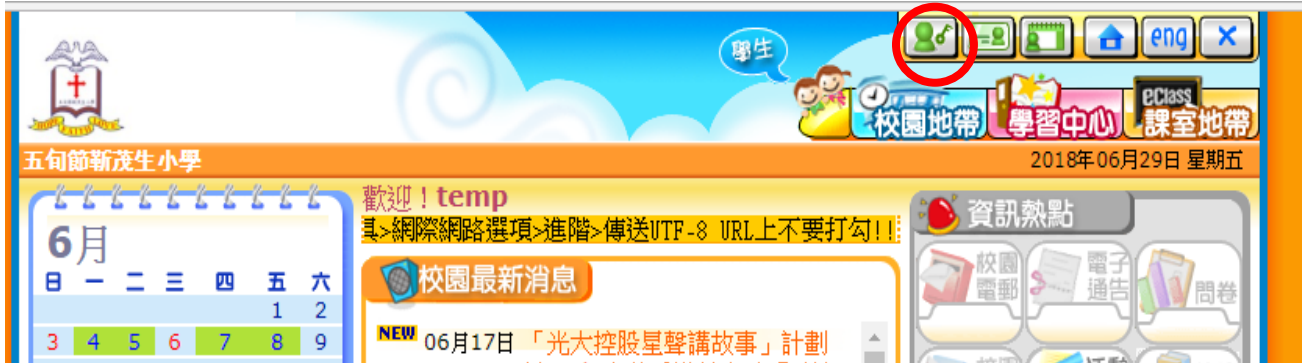 學生
eng
校園地帶
學習中心
eClass
課室地帶
五旬節靳茂生小學
2018年06月29日 星期五
歡迎！temp
具>網際網路選項>進階>傳送UTF-8 URL上不要打勾!!
6月
日 一 二 三 四 五 六
1 2
3 4 5 6 7 8 9
校園最新消息
NEW 06月17日 「光大控股星聲講故事」計劃
資訊熱點
校園電郵
電子通告
問卷